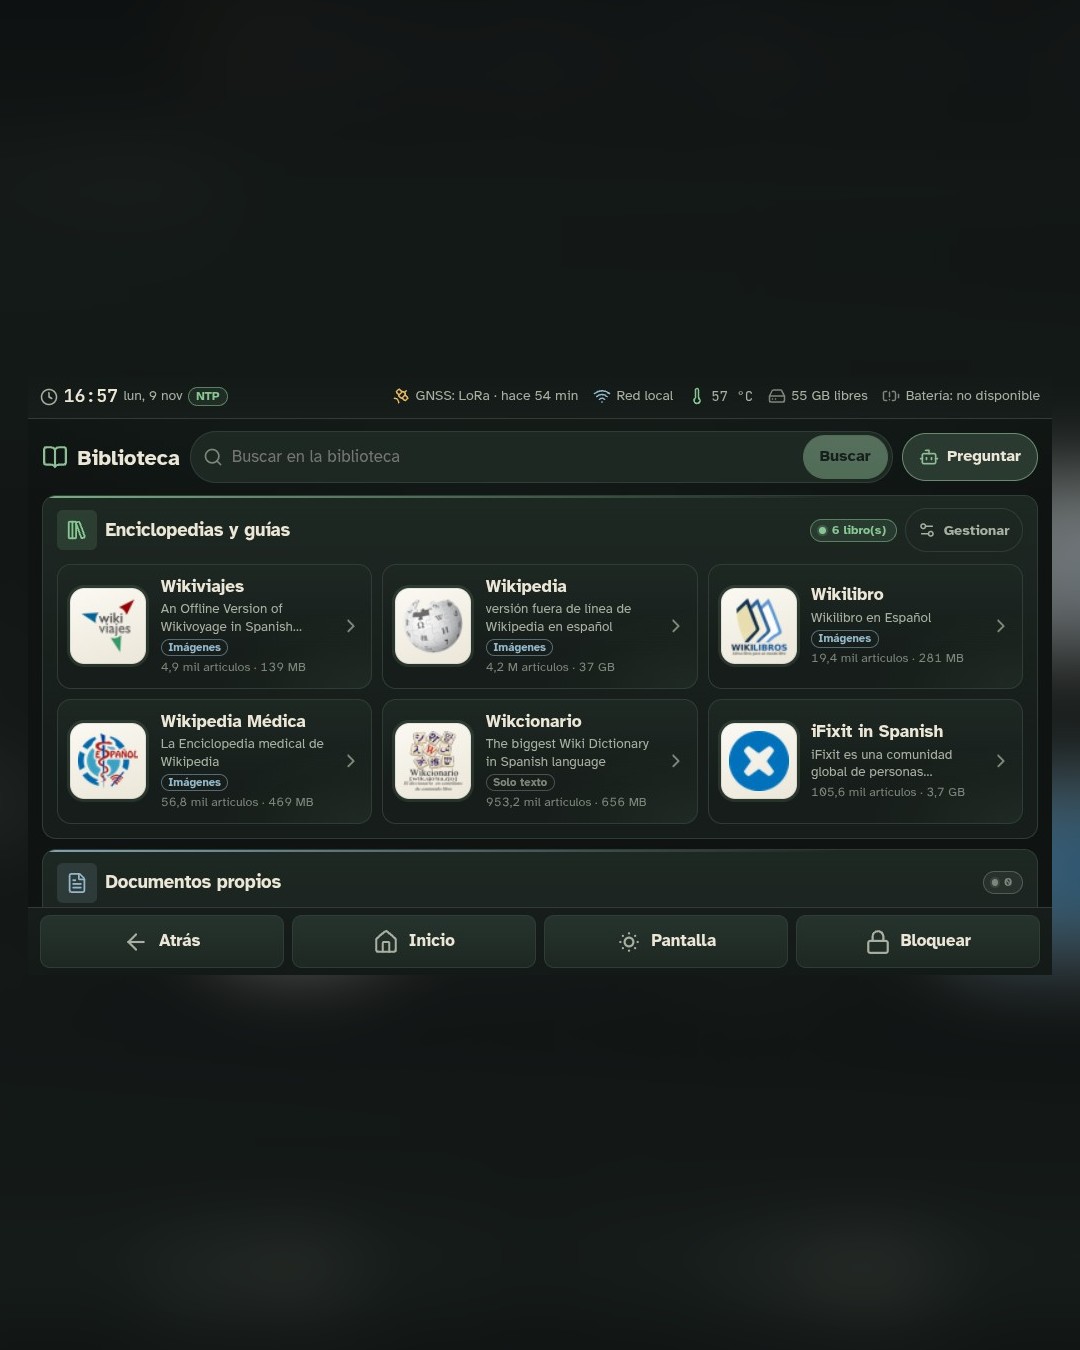 16:57 lun, 9 nov NTP GNSS: LoRa · hace 54 min Red local 57 °C 55 GB libres Batería: no disponible
Biblioteca Buscar en la biblioteca Buscar Preguntar
Enciclopedias y guías 6 libro(s) Gestionar
Wikiviajes
An Offline Version of
Wikivoyage in Spanish...
Imágenes
4,9 mil artículos · 139 MB
wiki
viajes
Wikipedia
versión fuera de línea de
Wikipedia en español
Imágenes
4,2 M artículos · 37 GB
Wikilibro
Wikilibro en Español
Imágenes
19,4 mil artículos · 281 MB
WIKILIBROS
Wikipedia Médica
La Enciclopedia medical de
Wikipedia
Imágenes
56,8 mil artículos · 469 MB
ESPAÑOL
Wikcionario
The biggest Wiki Dictionary
in Spanish language
Solo texto
953,2 mil artículos · 656 MB
Wikcionario
iFixit in Spanish
iFixit es una comunidad
global de personas...
105,6 mil artículos · 3,7 GB
Documentos propios 0
Atrás Inicio Pantalla Bloquear